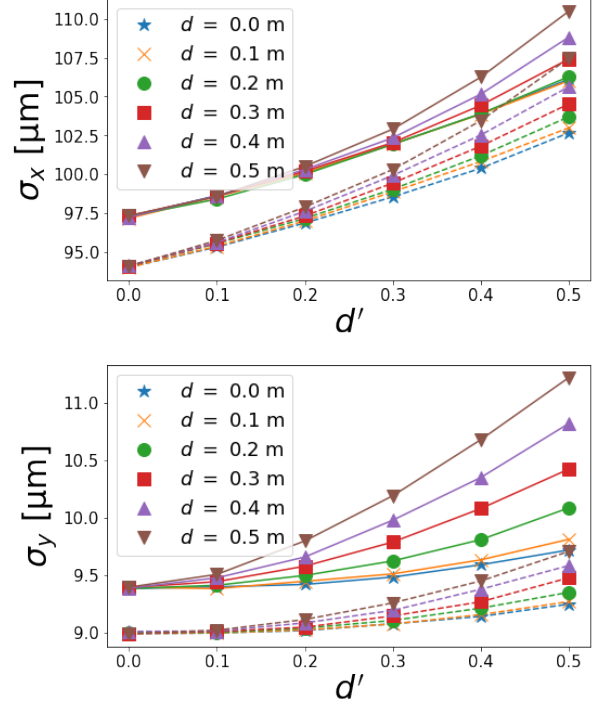 110.0
107.5
105.0
102.5
100.0
97.5
95.0
σx [μm]
d = 0.0 m
d = 0.1 m
d = 0.2 m
d = 0.3 m
d = 0.4 m
d = 0.5 m
0.0 0.1 0.2 0.3 0.4 0.5
d′
11.0
10.5
10.0
9.5
9.0
σy [μm]
d = 0.0 m
d = 0.1 m
d = 0.2 m
d = 0.3 m
d = 0.4 m
d = 0.5 m
0.0 0.1 0.2 0.3 0.4 0.5
d′